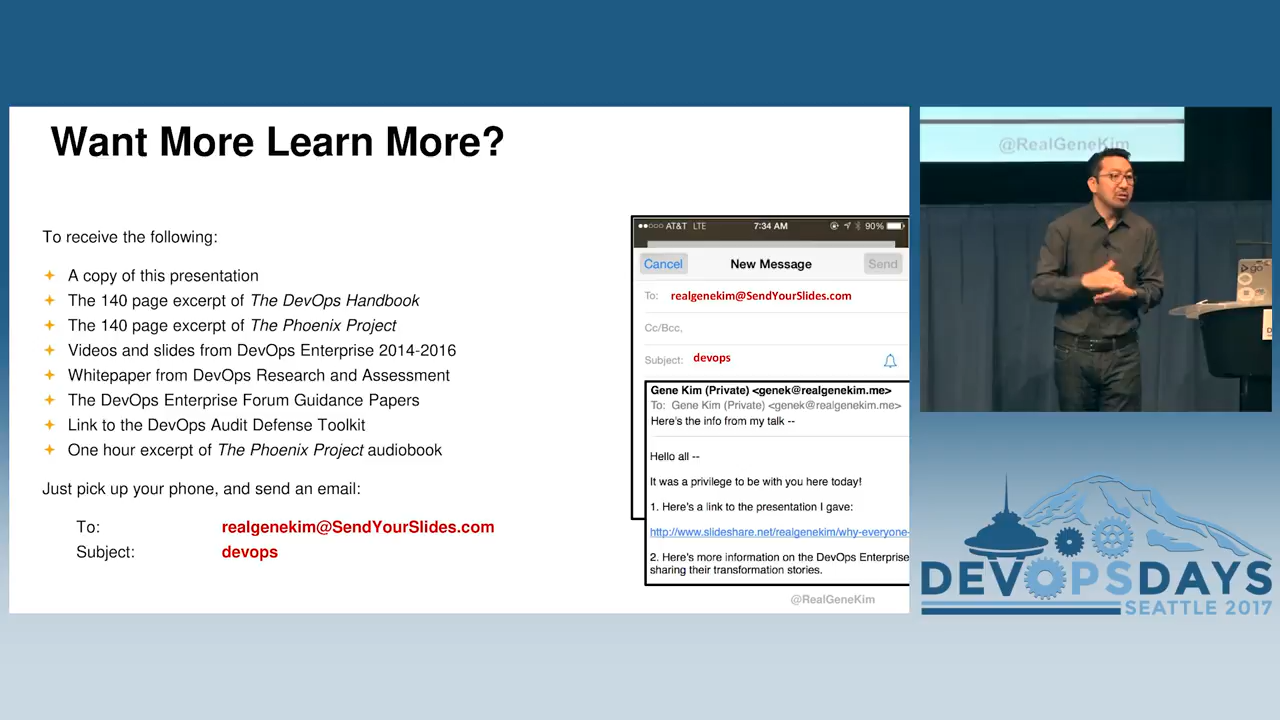 Want More Learn More?
To receive the following:
A copy of this presentation
The 140 page excerpt of The DevOps Handbook
The 140 page excerpt of The Phoenix Project
Videos and slides from DevOps Enterprise 2014-2016
Whitepaper from DevOps Research and Assessment
The DevOps Enterprise Forum Guidance Papers
Link to the DevOps Audit Defense Toolkit
One hour excerpt of The Phoenix Project audiobook
Just pick up your phone, and send an email:
To: realgenekim@SendYourSlides.com
Subject: devops
AT&T LTE 7:34 AM 90%
Cancel New Message Send
To: realgenekim@SendYourSlides.com
Cc/Bcc,
Subject: devops
Gene Kim (Private) <genek@realgenekim.me>
To: Gene Kim (Private) <genek@realgenekim.me>
Here's the info from my talk --
Hello all --
It was a privilege to be with you here today!
1. Here's a link to the presentation I gave:
http://www.slideshare.net/realgenekim/why-everyone-
2. Here's more information on the DevOps Enterprise
sharing their transformation stories.
@RealGeneKim
@RealGeneKim
DEVOPSDAYS
SEATTLE 2017